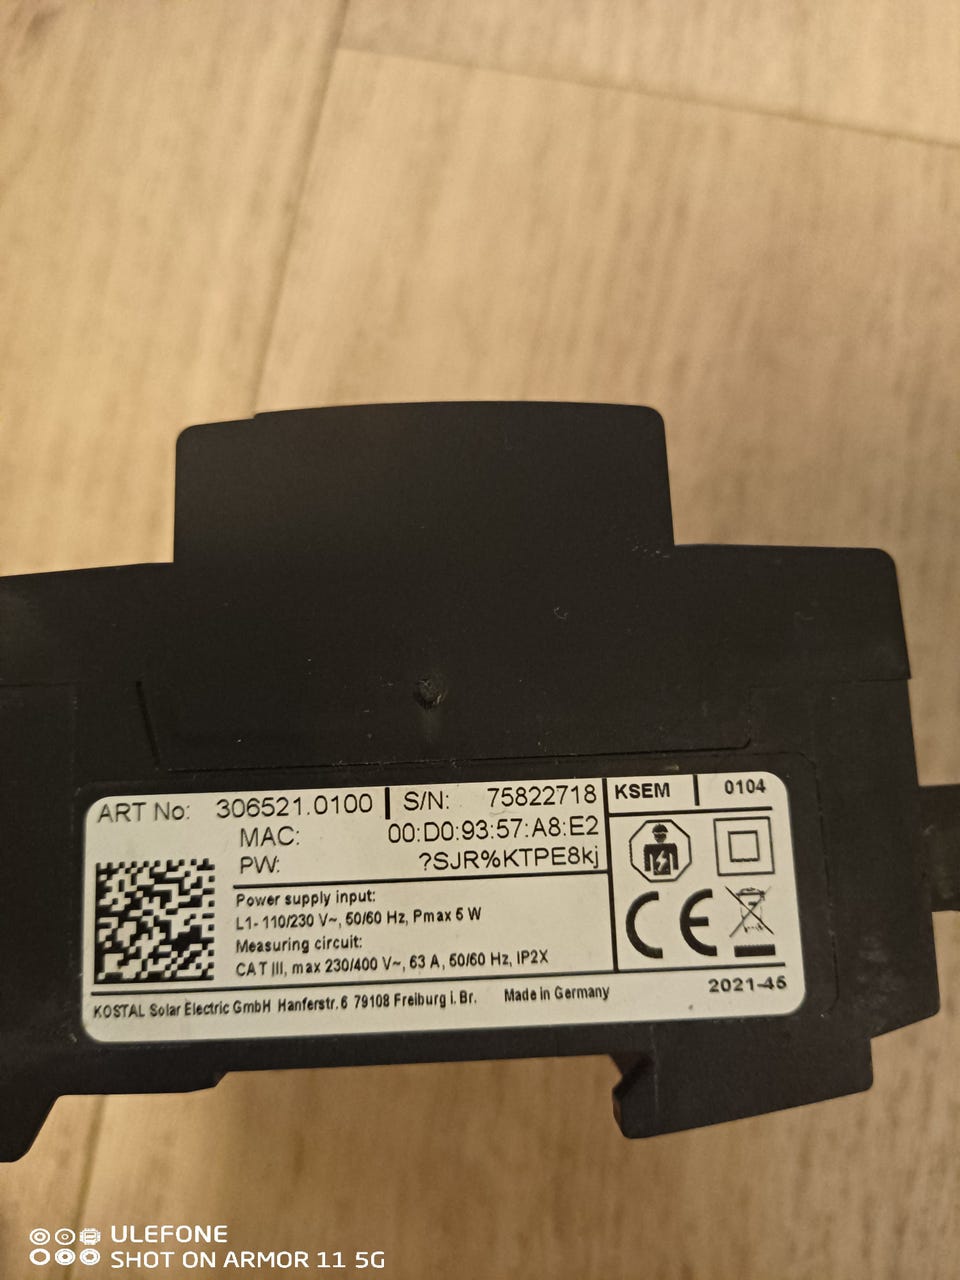 ART No: 306521.0100 | S/N: 75822718
MAC: 00:D0:93:57:A8:E2
PW: ?SJR%KTPE8kj
Power supply input:
L1- 110/230 V~, 50/60 Hz, Pmax 5 W
Measuring circuit:
CAT III, max 230/400 V~, 63 A, 50/60 Hz, IP2X
KOSTAL Solar Electric GmbH Hanferstr. 6 79108 Freiburg i. Br. Made in Germany
KSEM | 0104
CE
2021-45
ULEFONE
SHOT ON ARMOR 11 5G